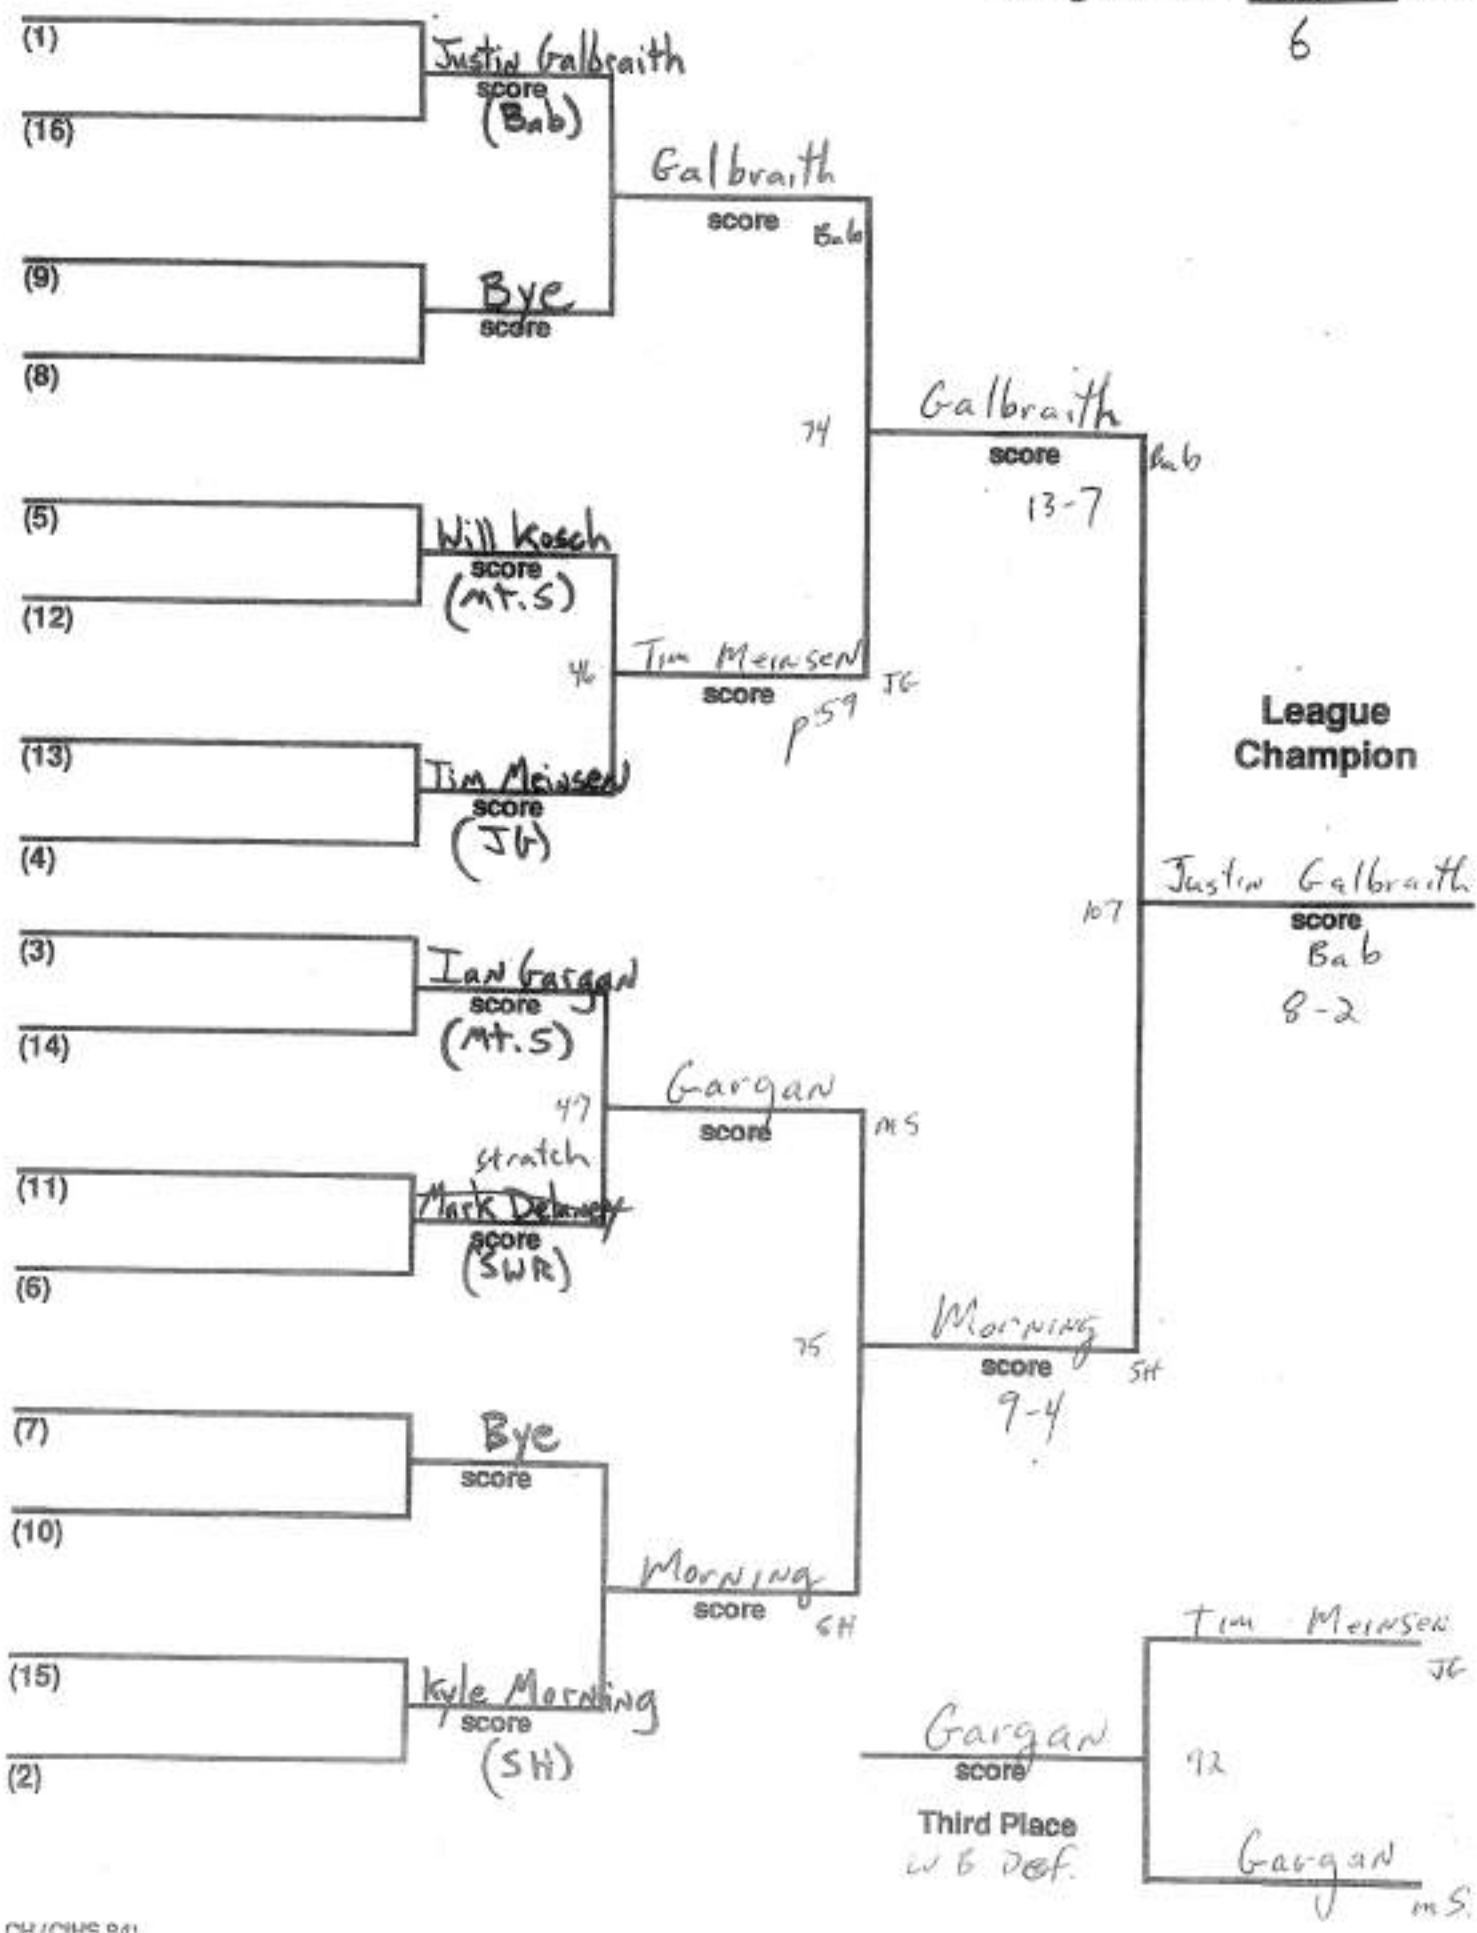 6
(1)
Justin Galbraith
score
(Bab)
(16)
Galbraith
score
Bab
(9)
Bye
score
(8)
Galbraith
score
Bab
13-7
74
(5)
Will Kosch
score
(Mt.S)
(12)
46
Tim Meinsen
score
JG
p:59
(13)
Tim Meinsen
score
(JG)
(4)
League
Champion
107
Justin Galbraith
score
Bab
8-2
(3)
Ian Gargan
score
(Mt.S)
(14)
47
Gargan
score
MS
stratch
(11)
Mark Delaney
score
(SWR)
(6)
75
Morning
score
SH
9-4
(7)
Bye
score
(10)
Morning
score
SH
(15)
Kyle Morning
score
(SH)
(2)
Tim Meinsen
JG
Gargan
score
92
Third Place
Gargan
m S.